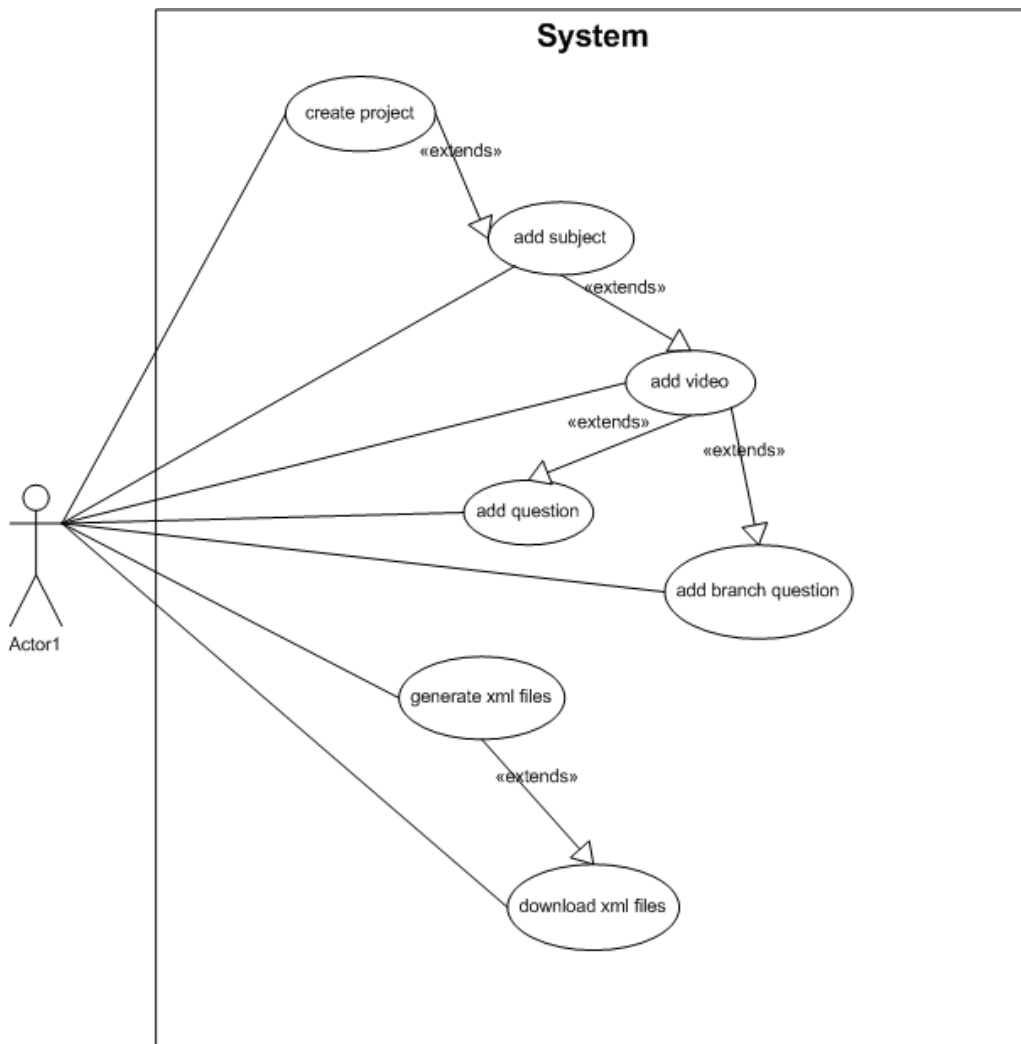 System
create project
«extends»
add subject
«extends»
add video
«extends»
«extends»
add question
add branch question
Actor1
generate xml files
«extends»
download xml files